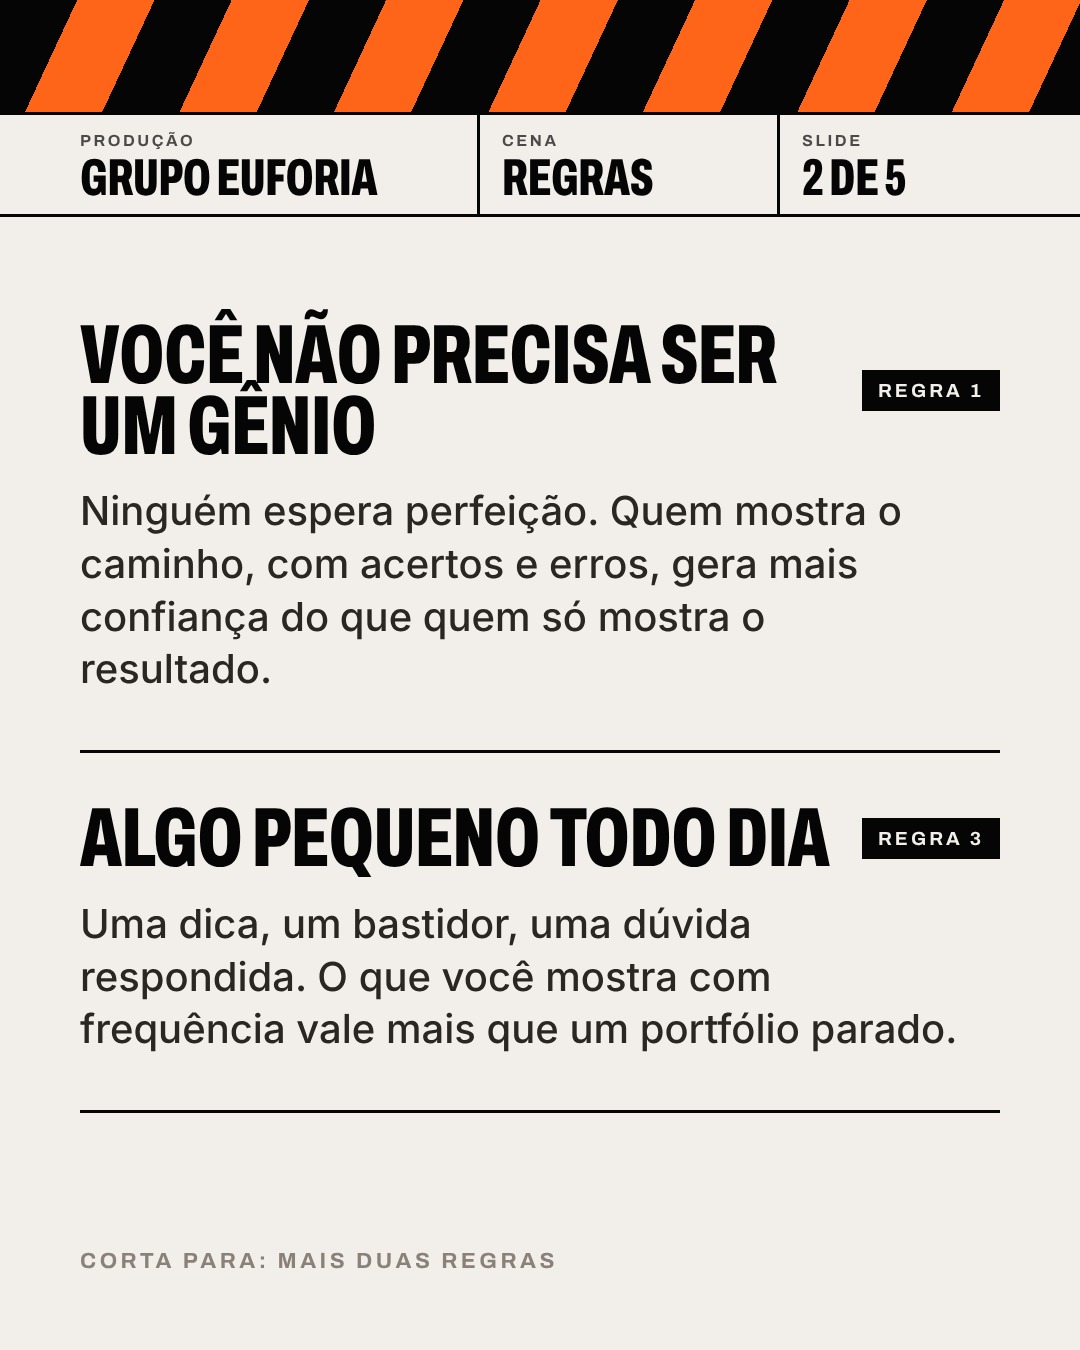 PRODUÇÃO
GRUPO EUFORIA
CENA
REGRAS
SLIDE
2 DE 5
VOCÊ NÃO PRECISA SER
UM GÊNIO
REGRA 1
Ninguém espera perfeição. Quem mostra o
caminho, com acertos e erros, gera mais
confiança do que quem só mostra o
resultado.
ALGO PEQUENO TODO DIA
REGRA 3
Uma dica, um bastidor, uma dúvida
respondida. O que você mostra com
frequência vale mais que um portfólio parado.
CORTA PARA: MAIS DUAS REGRAS